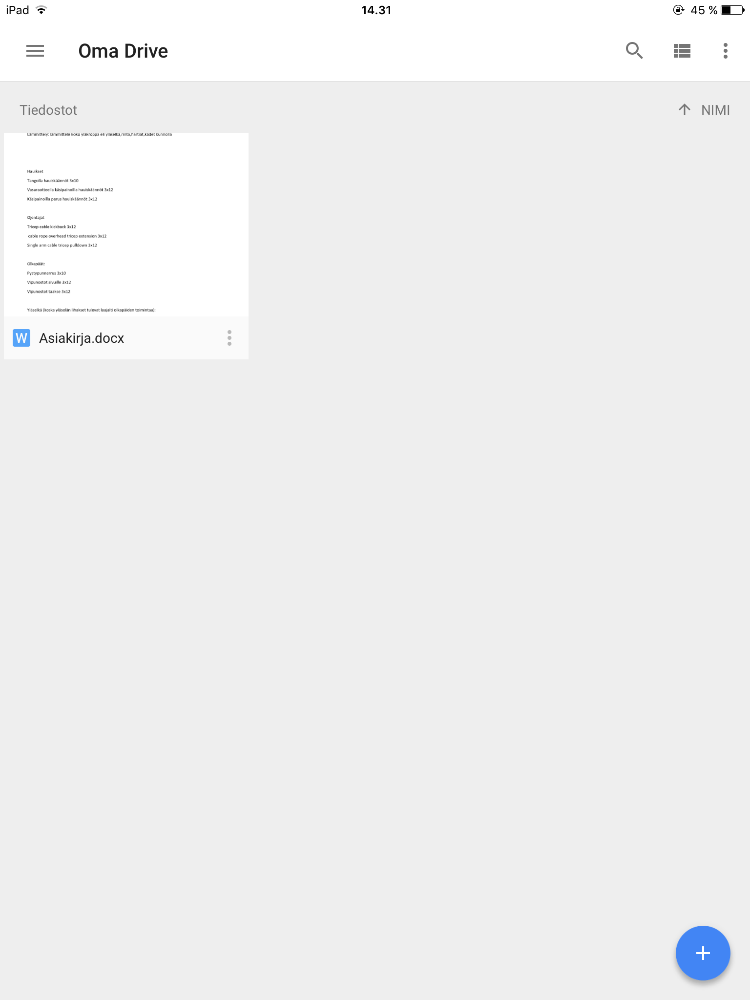 iPad
14.31
45 %
Oma Drive
Tiedostot
NIMI
Lämmittely: lämmittele koko yläkroppa eli yläselkä,rinta,hartiat,kädet kunnolla
Hauikset
Tangolla hauiskäännöt 3x10
Vasaraotteella käsipainoilla hauiskäännöt 3x12
Käsipainoilla perus hauiskäännöt 3x12
Ojentajat
Tricep cable kickback 3x12
cable rope overhead tricep extension 3x12
Single arm cable tricep pulldown 3x12
Olkapäät:
Pystypunnerrus 3x10
Vipunostot sivuille 3x12
Vipunostot taakse 3x12
Yläselkä (koska yläselän lihakset tulevat laajalti olkapäiden toimintaa):
W Asiakirja.docx